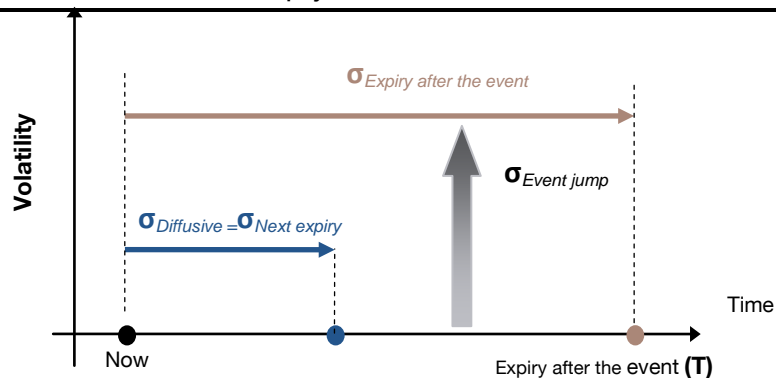 Volatility
σExpiry after the event
σEvent jump
σDiffusive =σNext expiry
Time
Now
Expiry after the event (T)